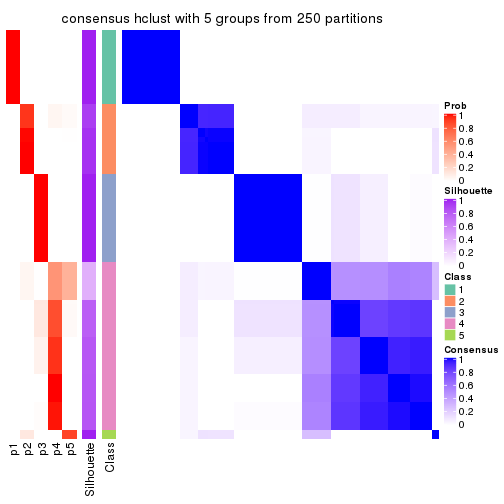 consensus hclust with 5 groups from 250 partitions
Prob
1
0.8
0.6
0.4
0.2
0
Silhouette
1
0.8
0.6
0.4
0.2
0
Class
1
2
3
4
5
Consensus
1
0.8
0.6
0.4
0.2
0
p1
p2
p3
p4
p5
Silhouette
Class